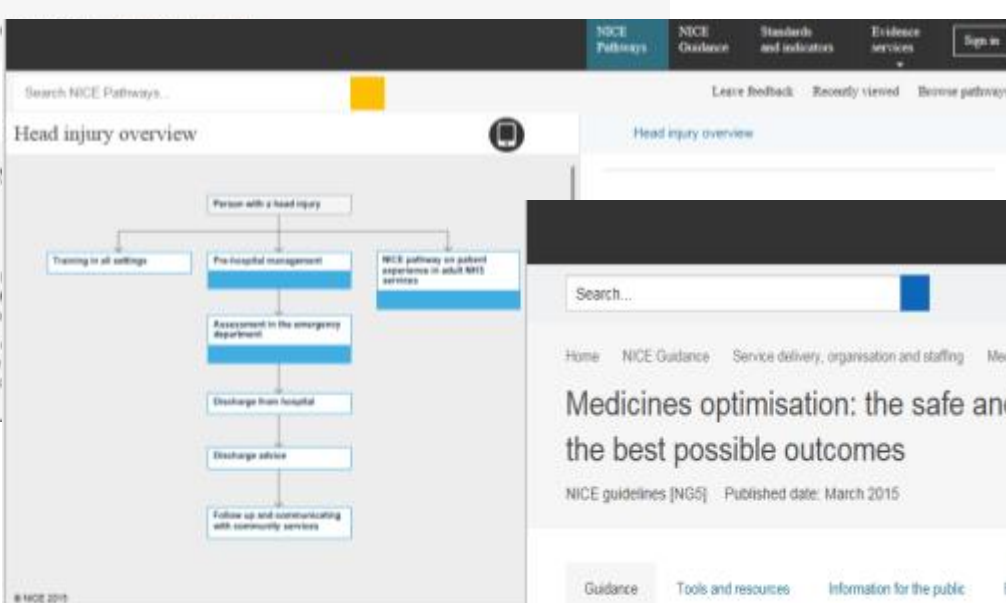 NICE Pathways
NICE Guidance
Standards and indicators
Evidence services
Sign in
Search NICE Pathways...
Leave feedback
Recently viewed
Browse pathways
Head injury overview
Head injury overview
Person with a head injury
Training in all settings
Pre-hospital management
NICE pathway on patient
experience in adult NHS
services
Assessment in the emergency
department
Discharge from hospital
Discharge advice
Follow up and communicating
with community services
© NICE 2015
Search...
Home NICE Guidance Service delivery, organisation and staffing
Medicines optimisation: the safe and
the best possible outcomes
NICE guidelines [NG5] Published date: March 2015
Guidance Tools and resources Information for the public